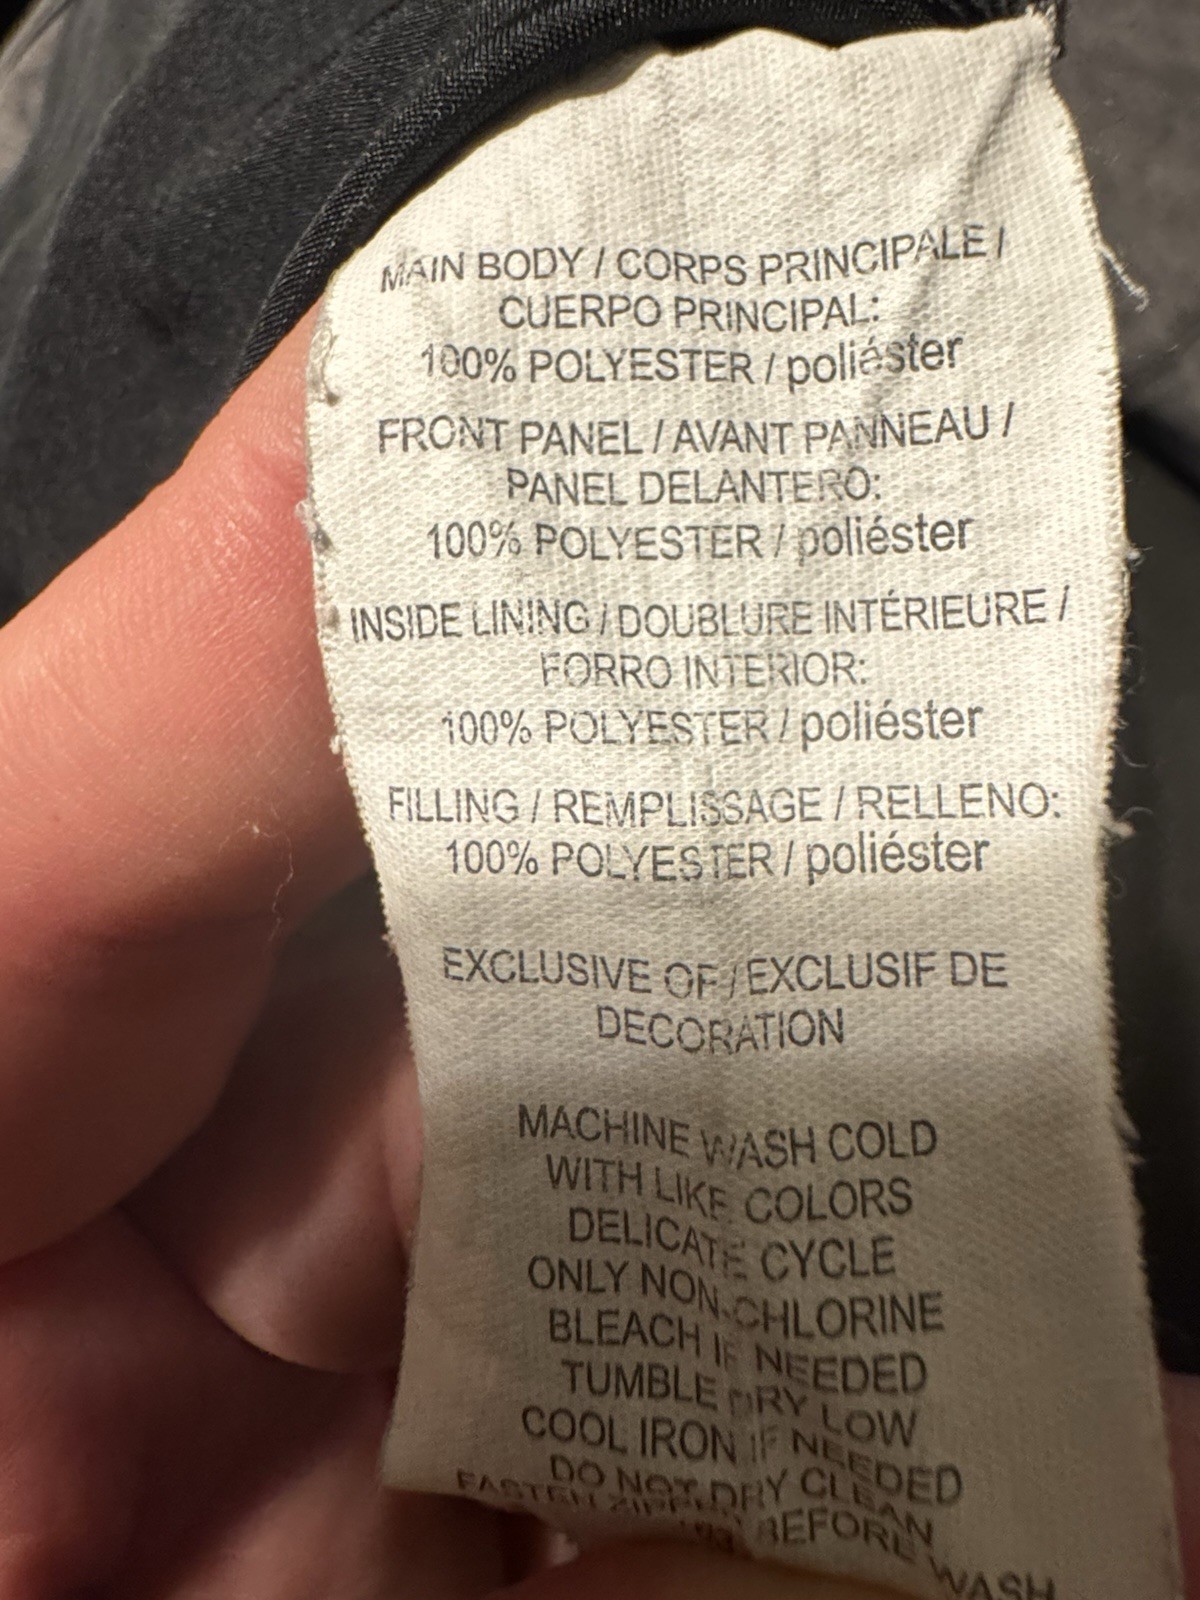 MAIN BODY / CORPS PRINCIPALE /
CUERPO PRINCIPAL:
100% POLYESTER / poliéster
FRONT PANEL / AVANT PANNEAU /
PANEL DELANTERO:
100% POLYESTER / poliéster
INSIDE LINING / DOUBLURE INTÉRIEURE /
FORRO INTERIOR:
100% POLYESTER / poliéster
FILLING / REMPLISSAGE / RELLENO:
100% POLYESTER / poliéster
EXCLUSIVE OF / EXCLUSIF DE
DECORATION
MACHINE WASH COLD
WITH LIKE COLORS
DELICATE CYCLE
ONLY NON-CHLORINE
BLEACH IF NEEDED
TUMBLE DRY LOW
COOL IRON IF NEEDED
DO NOT DRY CLEAN
FASTEN BEFORE WASH